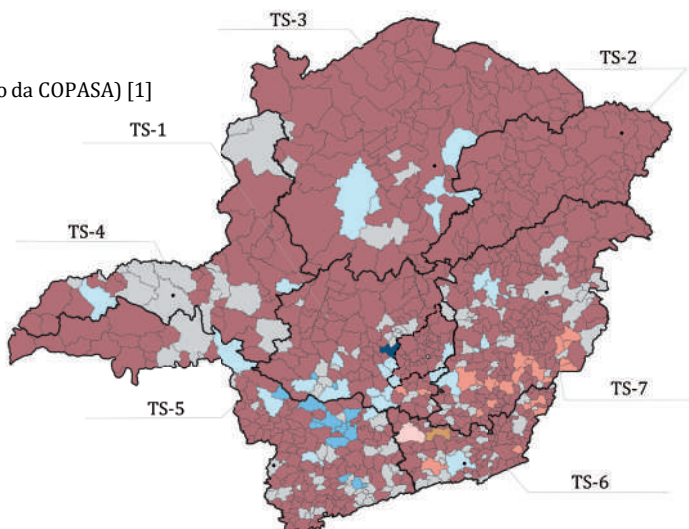 TS-3
TS-2
o da COPASA) [1]
TS-1
TS-4
TS-5
TS-7
TS-6